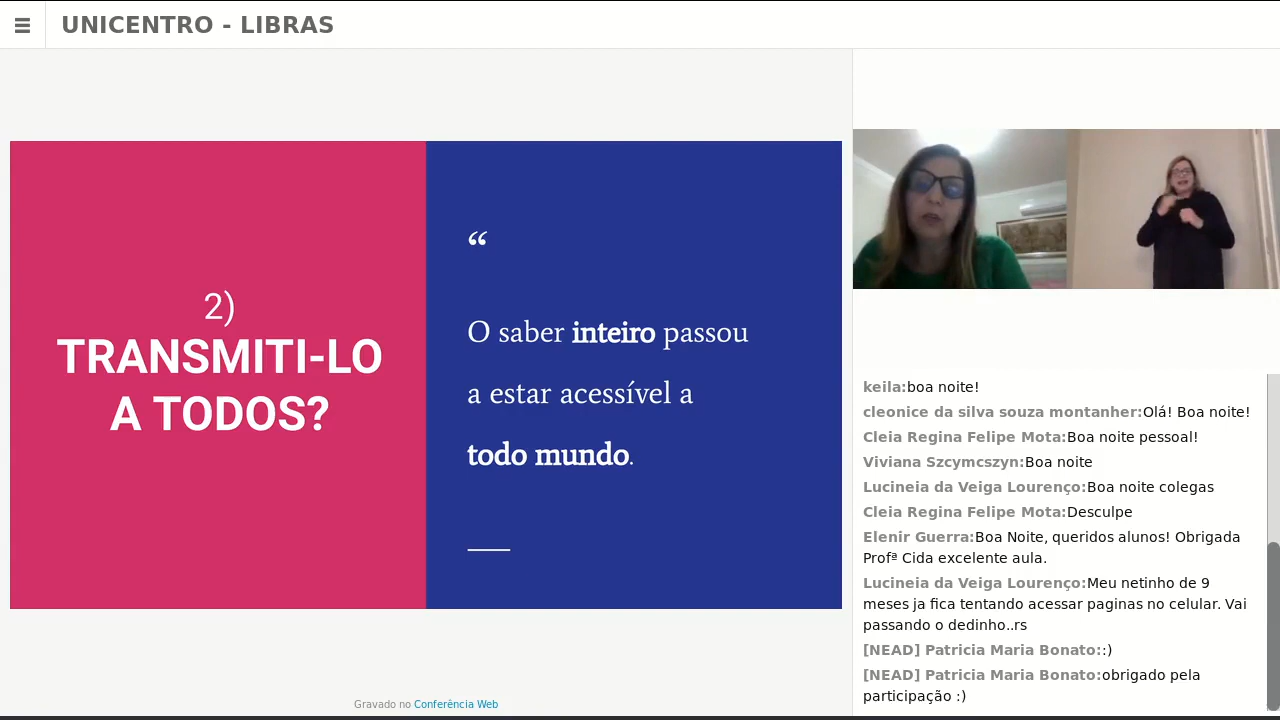 UNICENTRO - LIBRAS
2)
TRANSMITI-LO
A TODOS?
“
O saber inteiro passou
a estar acessível a
todo mundo.
keila:boa noite!
cleonice da silva souza montanher:Olá! Boa noite!
Cleia Regina Felipe Mota:Boa noite pessoal!
Viviana Szcymcszyn:Boa noite
Lucineia da Veiga Lourenço:Boa noite colegas
Cleia Regina Felipe Mota:Desculpe
Elenir Guerra:Boa Noite, queridos alunos! Obrigada
Profª Cida excelente aula.
Lucineia da Veiga Lourenço:Meu netinho de 9
meses ja fica tentando acessar paginas no celular. Vai
passando o dedinho..rs
[NEAD] Patricia Maria Bonato::)
[NEAD] Patricia Maria Bonato:obrigado pela
participação :)
Gravado no Conferência Web